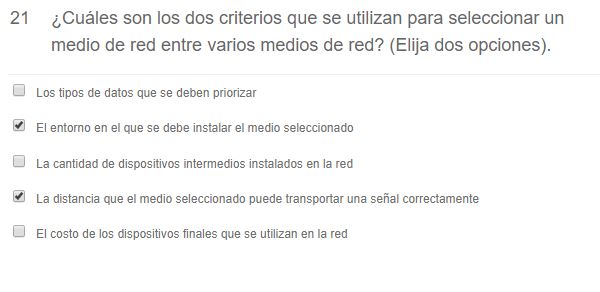 21 ¿Cuáles son los dos criterios que se utilizan para seleccionar un
medio de red entre varios medios de red? (Elija dos opciones).
Los tipos de datos que se deben priorizar
El entorno en el que se debe instalar el medio seleccionado
La cantidad de dispositivos intermedios instalados en la red
La distancia que el medio seleccionado puede transportar una señal correctamente
El costo de los dispositivos finales que se utilizan en la red